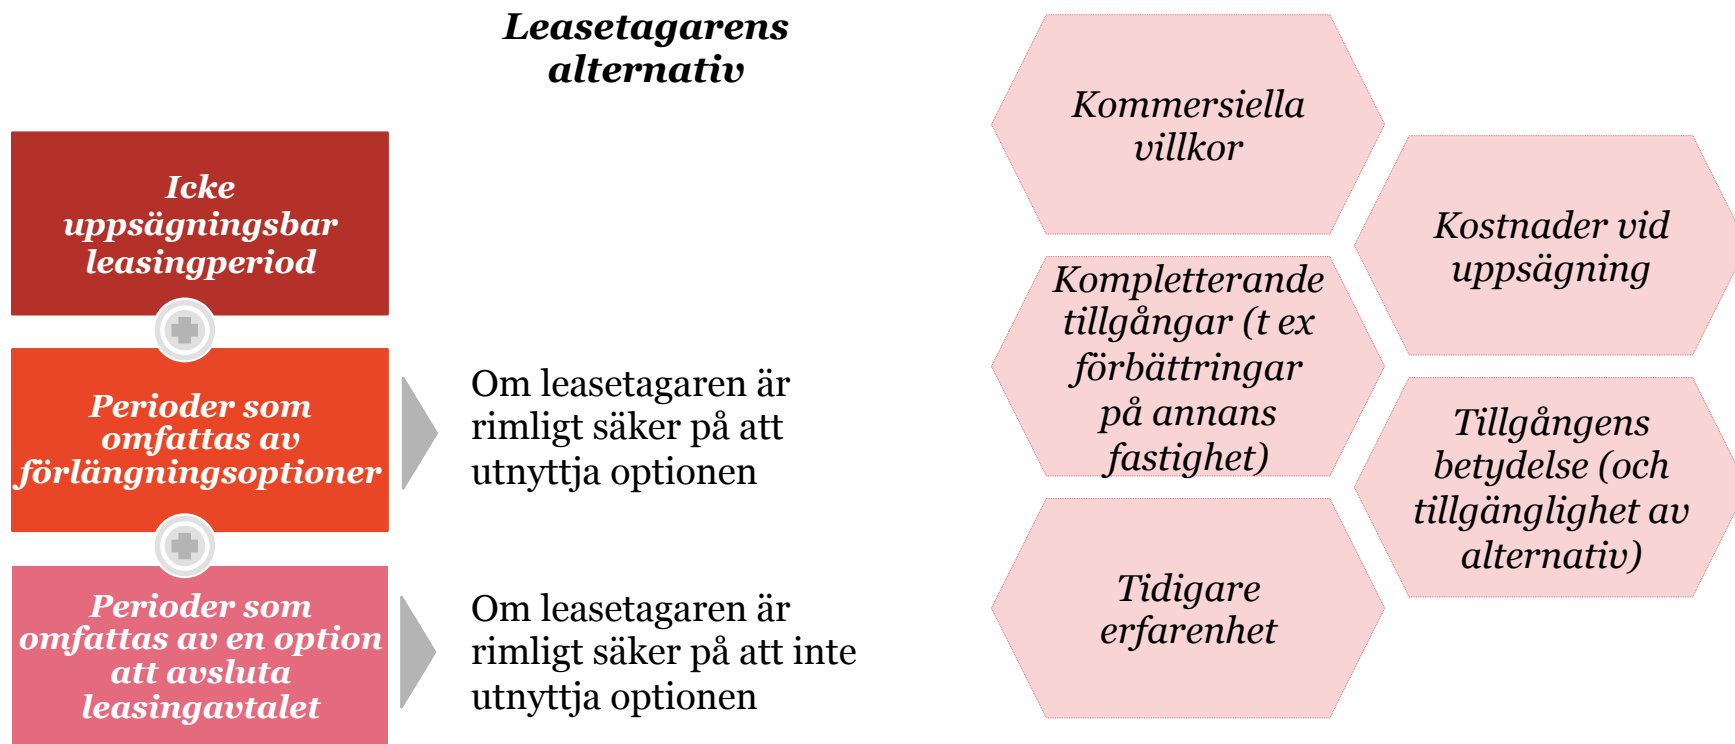 Leasetagarens
alternativ
Icke
uppsägningsbar
leasingperiod
Perioder som
omfattas av
förlängningsoptioner
Om leasetagaren är
rimligt säker på att
utnyttja optionen
Perioder som
omfattas av en option
att avsluta
leasingavtalet
Om leasetagaren är
rimligt säker på att inte
utnyttja optionen
Kommersiella
villkor
Kostnader vid
uppsägning
Kompletterande
tillgångar (t ex
förbättringar
på annans
fastighet)
Tillgångens
betydelse (och
tillgänglighet av
alternativ)
Tidigare
erfarenhet